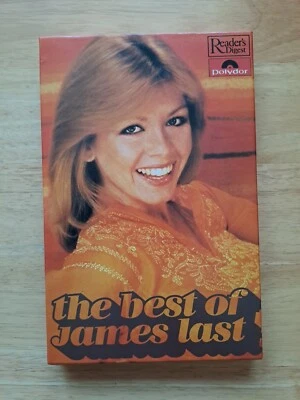 Reader's
Digest
Polydor
the best of
james last